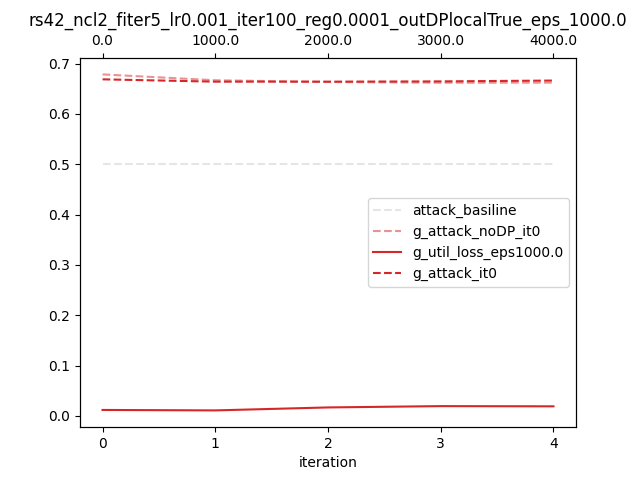 rs42_ncl2_fiter5_lr0.001_iter100_reg0.0001_outDPlocalTrue_eps_1000.0
0.0 1000.0 2000.0 3000.0 4000.0
0.7
0.6
0.5
0.4
0.3
0.2
0.1
0.0
attack_basiline
g_attack_noDP_it0
g_util_loss_eps1000.0
g_attack_it0
0 1 2 3 4
iteration